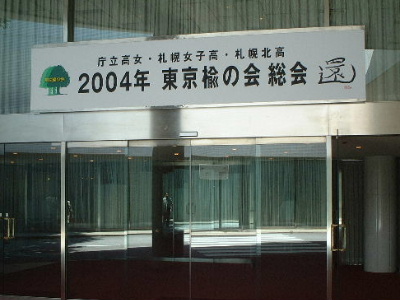 庁立高女・札幌女子高・札幌北高
2004年 東京楡の会 総会 還